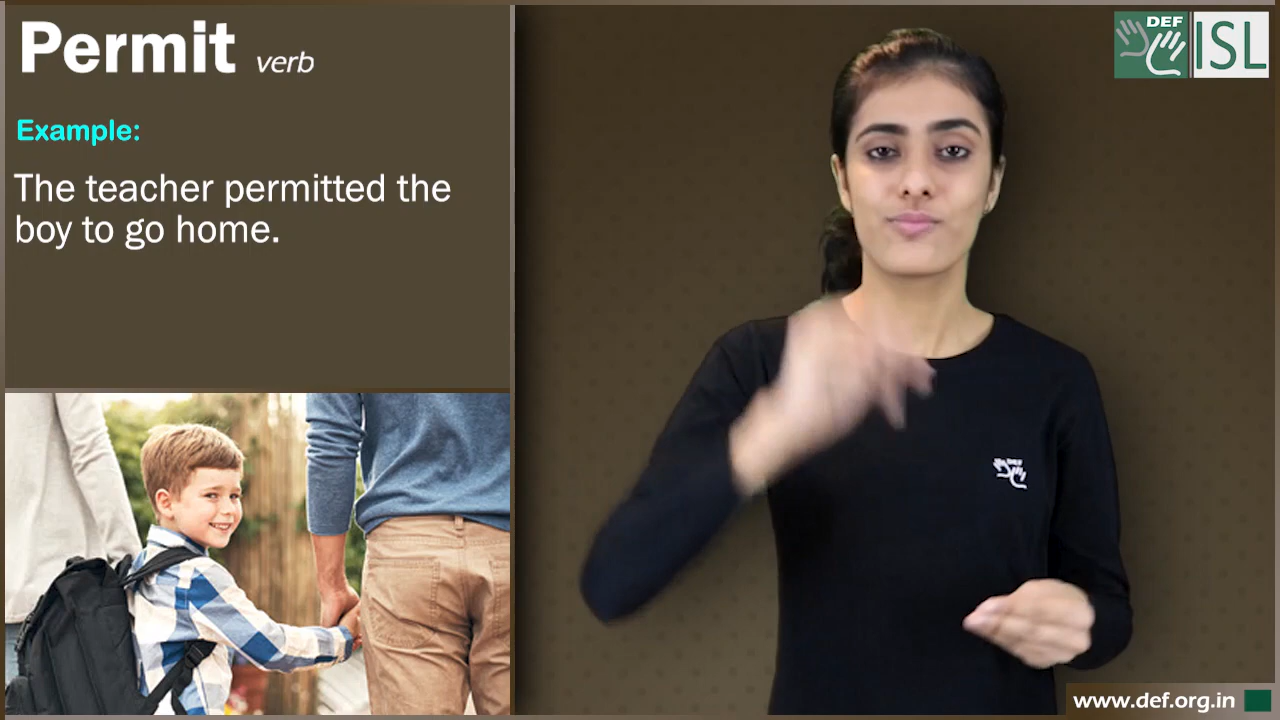 Permit verb
Example:
The teacher permitted the
boy to go home.
DEF
ISL
www.def.org.in